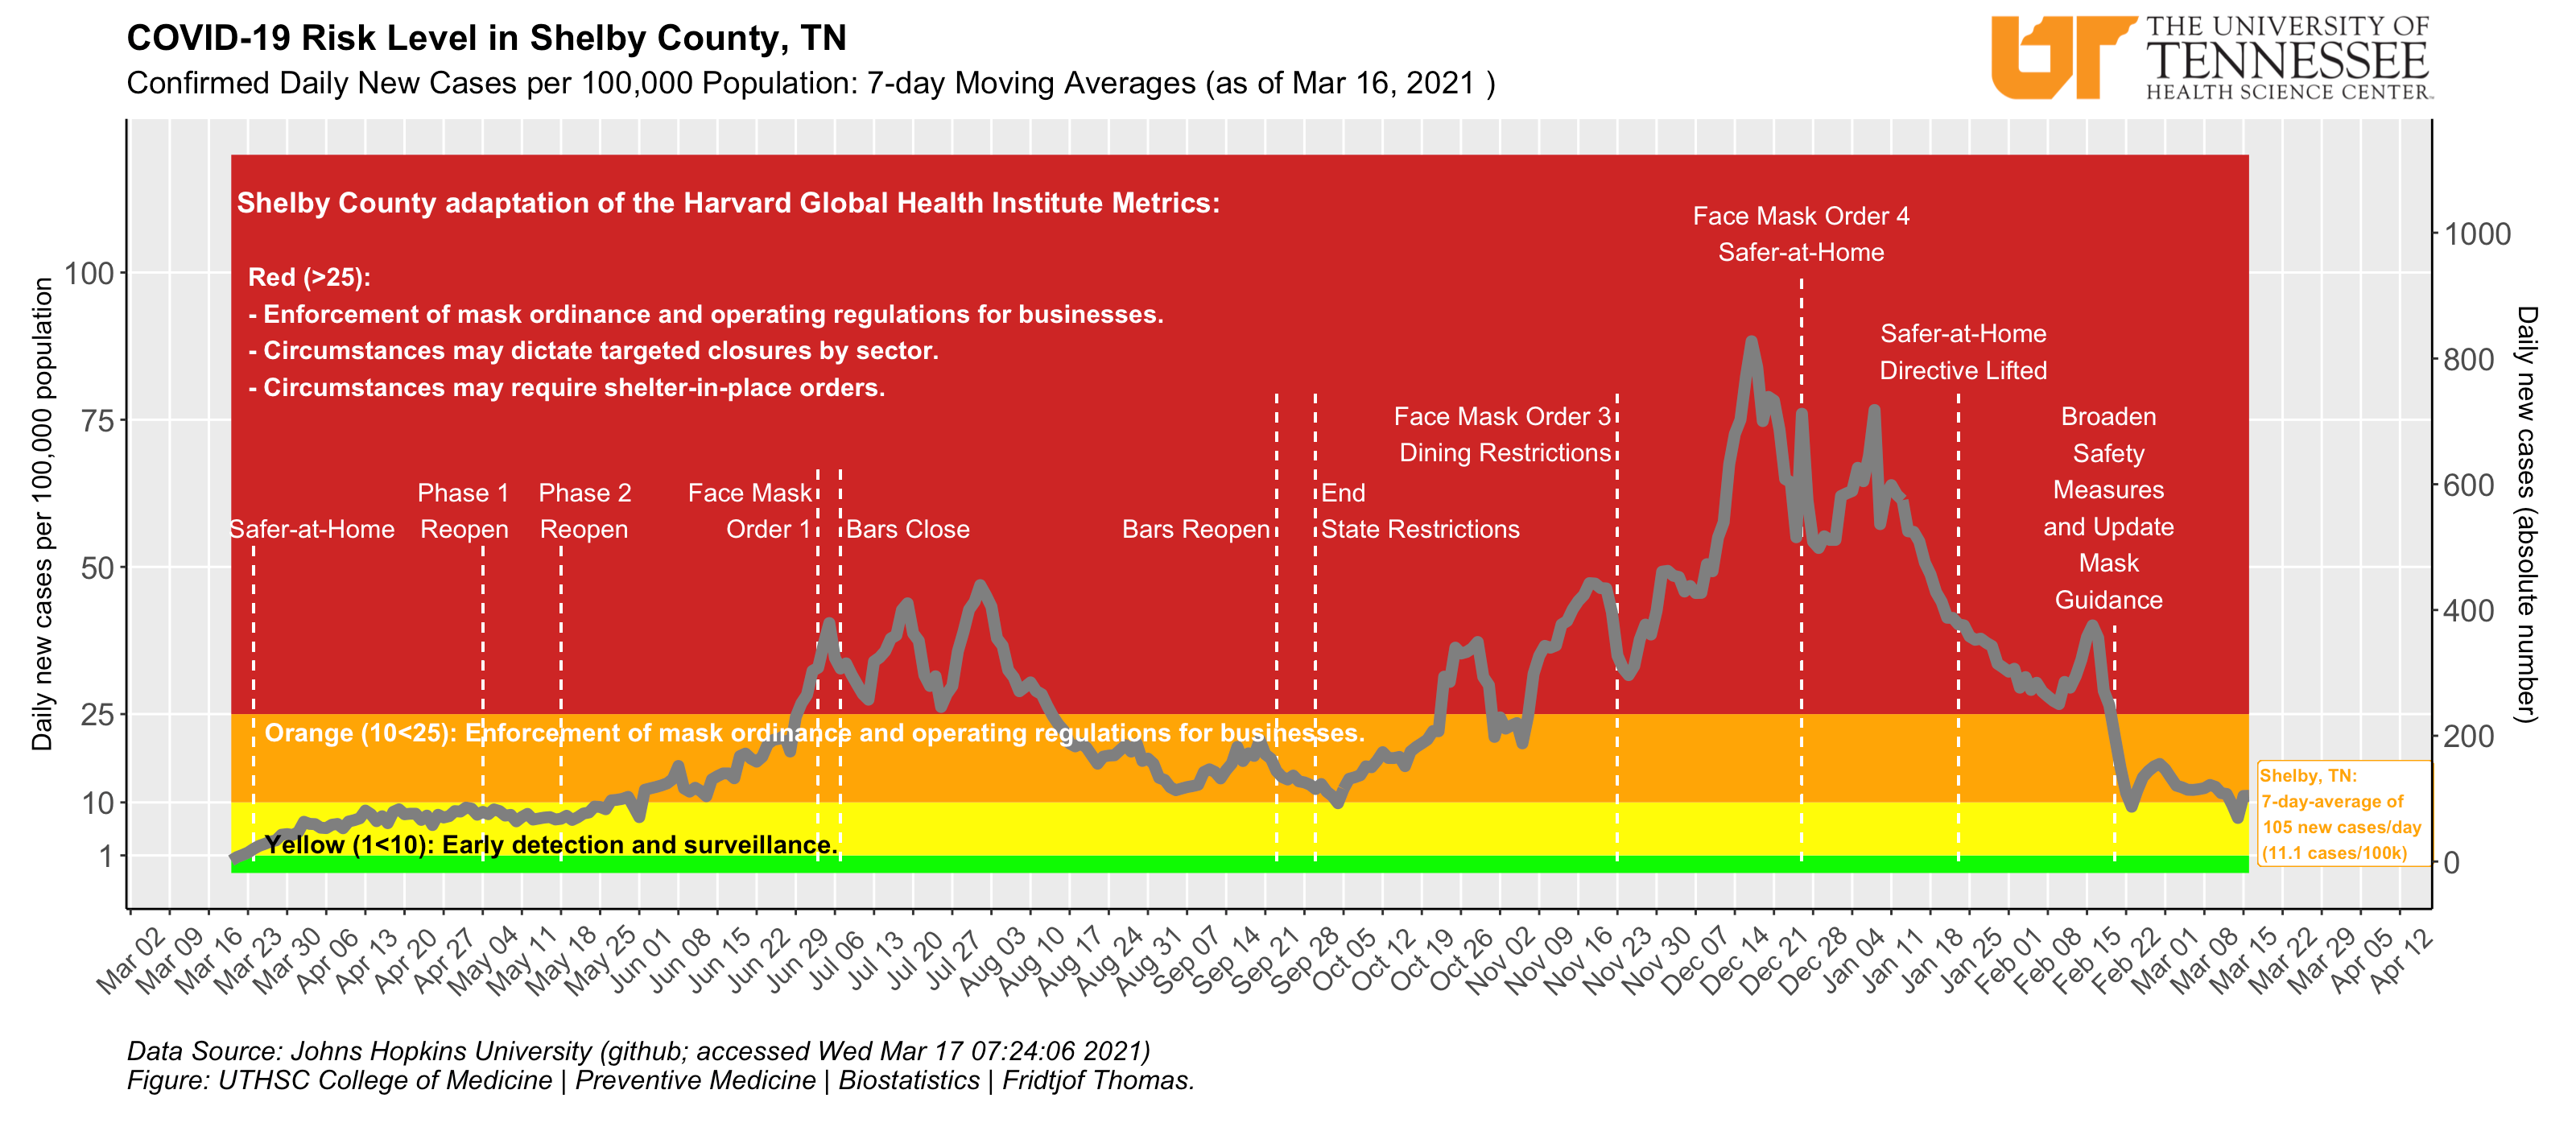 COVID-19 Risk Level in Shelby County, TN
Confirmed Daily New Cases per 100,000 Population: 7-day Moving Averages (as of Mar 16, 2021 )
UT
THE UNIVERSITY OF
TENNESSEE
HEALTH SCIENCE CENTER
Daily new cases per 100,000 population
100
75
50
25
10
1
Shelby County adaptation of the Harvard Global Health Institute Metrics:
Red (>25):
- Enforcement of mask ordinance and operating regulations for businesses.
- Circumstances may dictate targeted closures by sector.
- Circumstances may require shelter-in-place orders.
Safer-at-Home
Phase 1
Reopen
Phase 2
Reopen
Face Mask
Order 1
Bars Close
Bars Reopen
End
State Restrictions
Face Mask Order 3
Dining Restrictions
Face Mask Order 4
Safer-at-Home
Safer-at-Home
Directive Lifted
Broaden
Safety
Measures
and Update
Mask
Guidance
Orange (10<25): Enforcement of mask ordinance and operating regulations for businesses.
Yellow (1<10): Early detection and surveillance.
Shelby, TN:
7-day-average of
105 new cases/day
(11.1 cases/100k)
1000
800
600
400
200
0
Daily new cases (absolute number)
Mar 02
Mar 09
Mar 16
Mar 23
Mar 30
Apr 06
Apr 13
Apr 20
Apr 27
May 04
May 11
May 18
May 25
Jun 01
Jun 08
Jun 15
Jun 22
Jun 29
Jul 06
Jul 13
Jul 20
Jul 27
Aug 03
Aug 10
Aug 17
Aug 24
Aug 31
Sep 07
Sep 14
Sep 21
Sep 28
Oct 05
Oct 12
Oct 19
Oct 26
Nov 02
Nov 09
Nov 16
Nov 23
Nov 30
Dec 07
Dec 14
Dec 21
Dec 28
Jan 04
Jan 11
Jan 18
Jan 25
Feb 01
Feb 08
Feb 15
Feb 22
Mar 01
Mar 08
Mar 15
Mar 22
Mar 29
Apr 05
Apr 12
Data Source: Johns Hopkins University (github; accessed Wed Mar 17 07:24:06 2021)
Figure: UTHSC College of Medicine | Preventive Medicine | Biostatistics | Fridtjof Thomas.